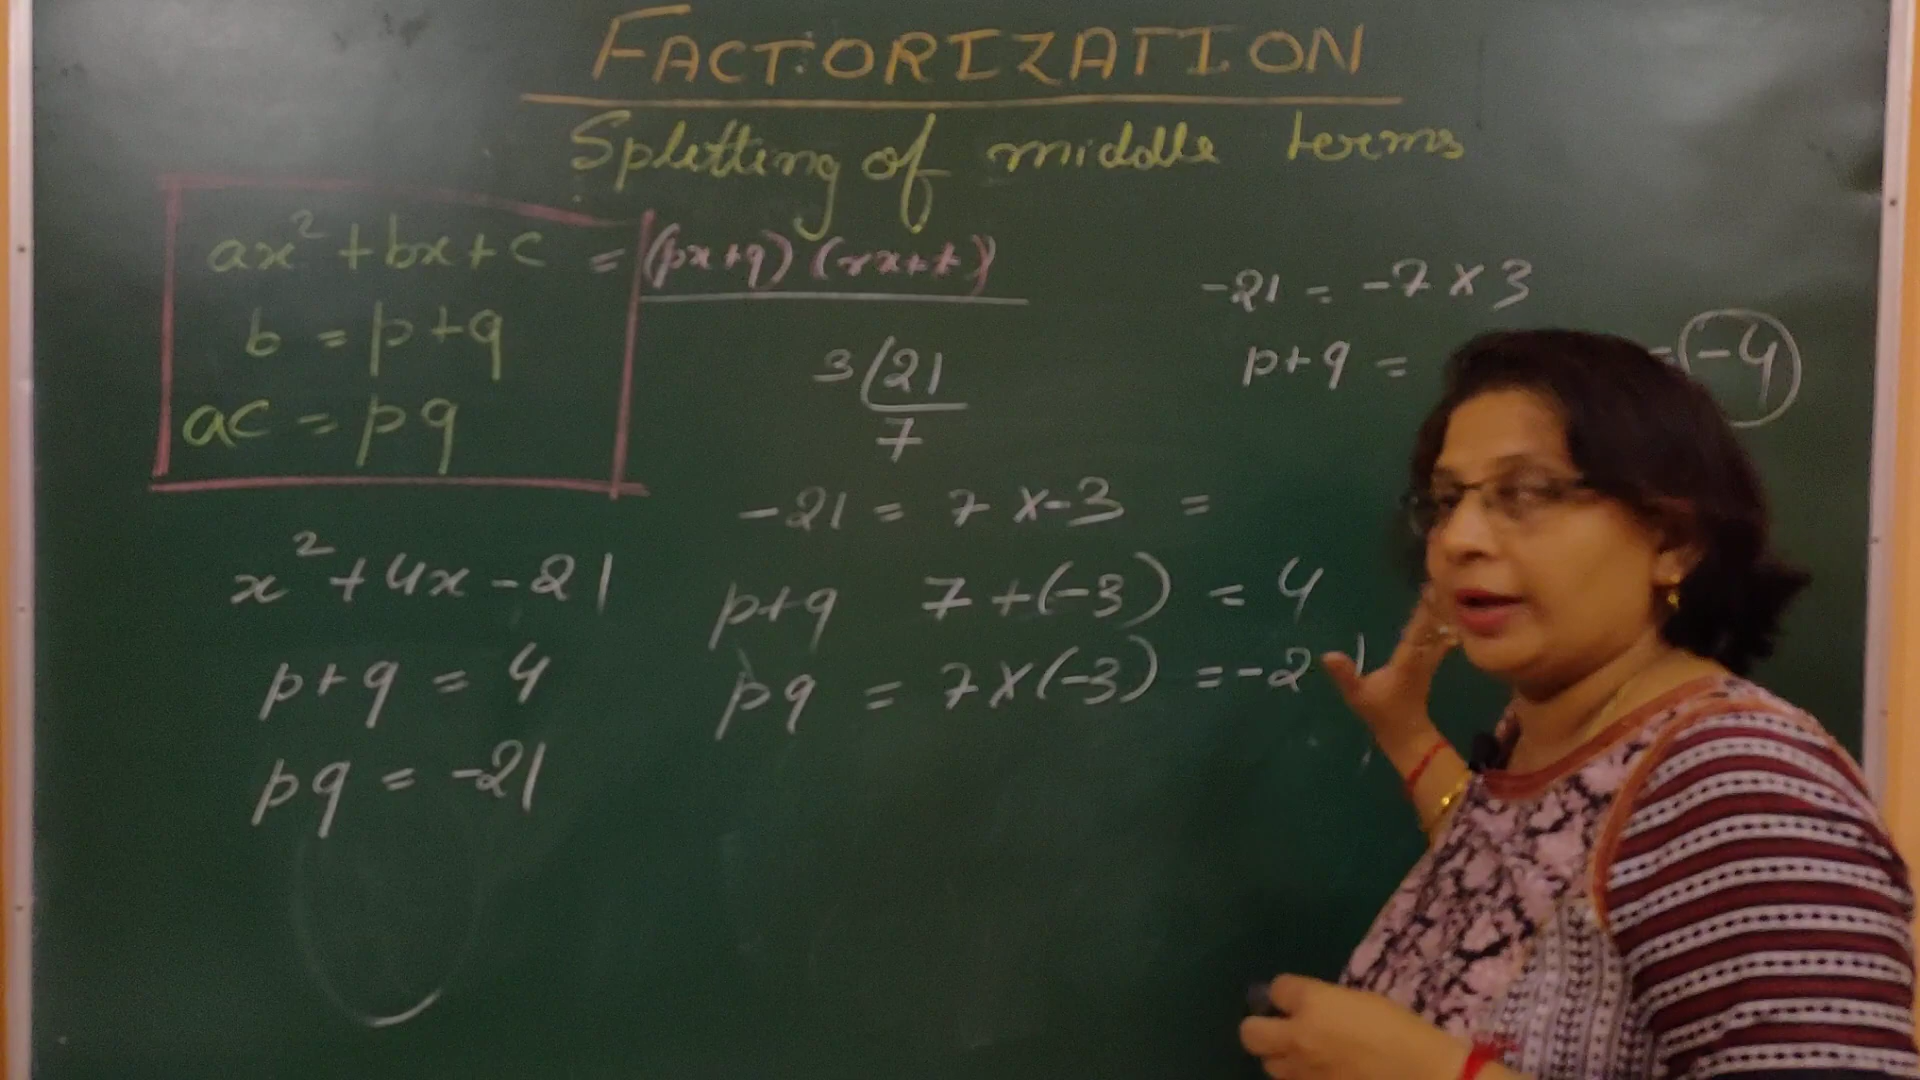 FACTORIZATION
Splitting of middle terms
ax² + bx + c = (px+q) (rx+t)
b = p+q
ac = pq
x² + 4x - 21
p+q = 4
pq = -21
3 21
7
-21 = 7 x -3 =
p+q 7 + (-3) = 4
pq = 7 x (-3) = -21
-21 = -7 x 3
p+q = = -4